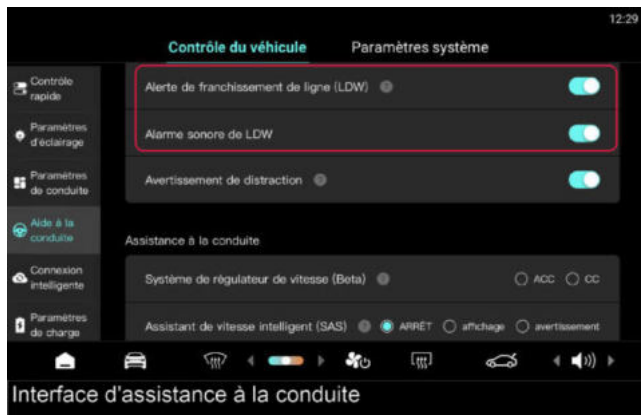 12:29
Contrôle du véhicule Paramètres système
Contrôle
rapide
Paramètres
d'éclairage
Paramètres
de conduite
Aide à la
conduite
Connexion
intelligente
Paramètres
de charge
Alerte de franchissement de ligne (LDW)
Alarme sonore de LDW
Avertissement de distraction
Assistance à la conduite
Système de régulateur de vitesse (Beta) ACC CC
Assistant de vitesse intelligent (SAS) ARRÊT affichage avertissement
Interface d'assistance à la conduite